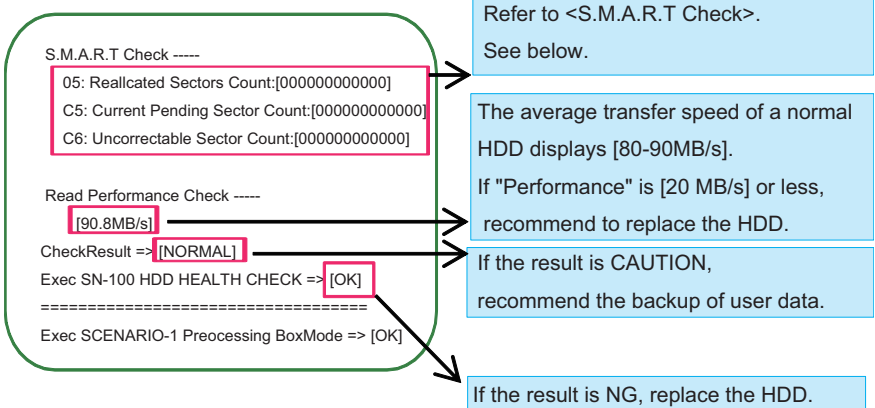 S.M.A.R.T Check -----
05: Reallcated Sectors Count:[000000000000]
C5: Current Pending Sector Count:[000000000000]
C6: Uncorrectable Sector Count:[000000000000]
Read Performance Check -----
[90.8MB/s]
CheckResult => [NORMAL]
Exec SN-100 HDD HEALTH CHECK => [OK]
===================================
Exec SCENARIO-1 Preocessing BoxMode => [OK]
Refer to <S.M.A.R.T Check>.
See below.
The average transfer speed of a normal
HDD displays [80-90MB/s].
If "Performance" is [20 MB/s] or less,
recommend to replace the HDD.
If the result is CAUTION,
recommend the backup of user data.
If the result is NG, replace the HDD.